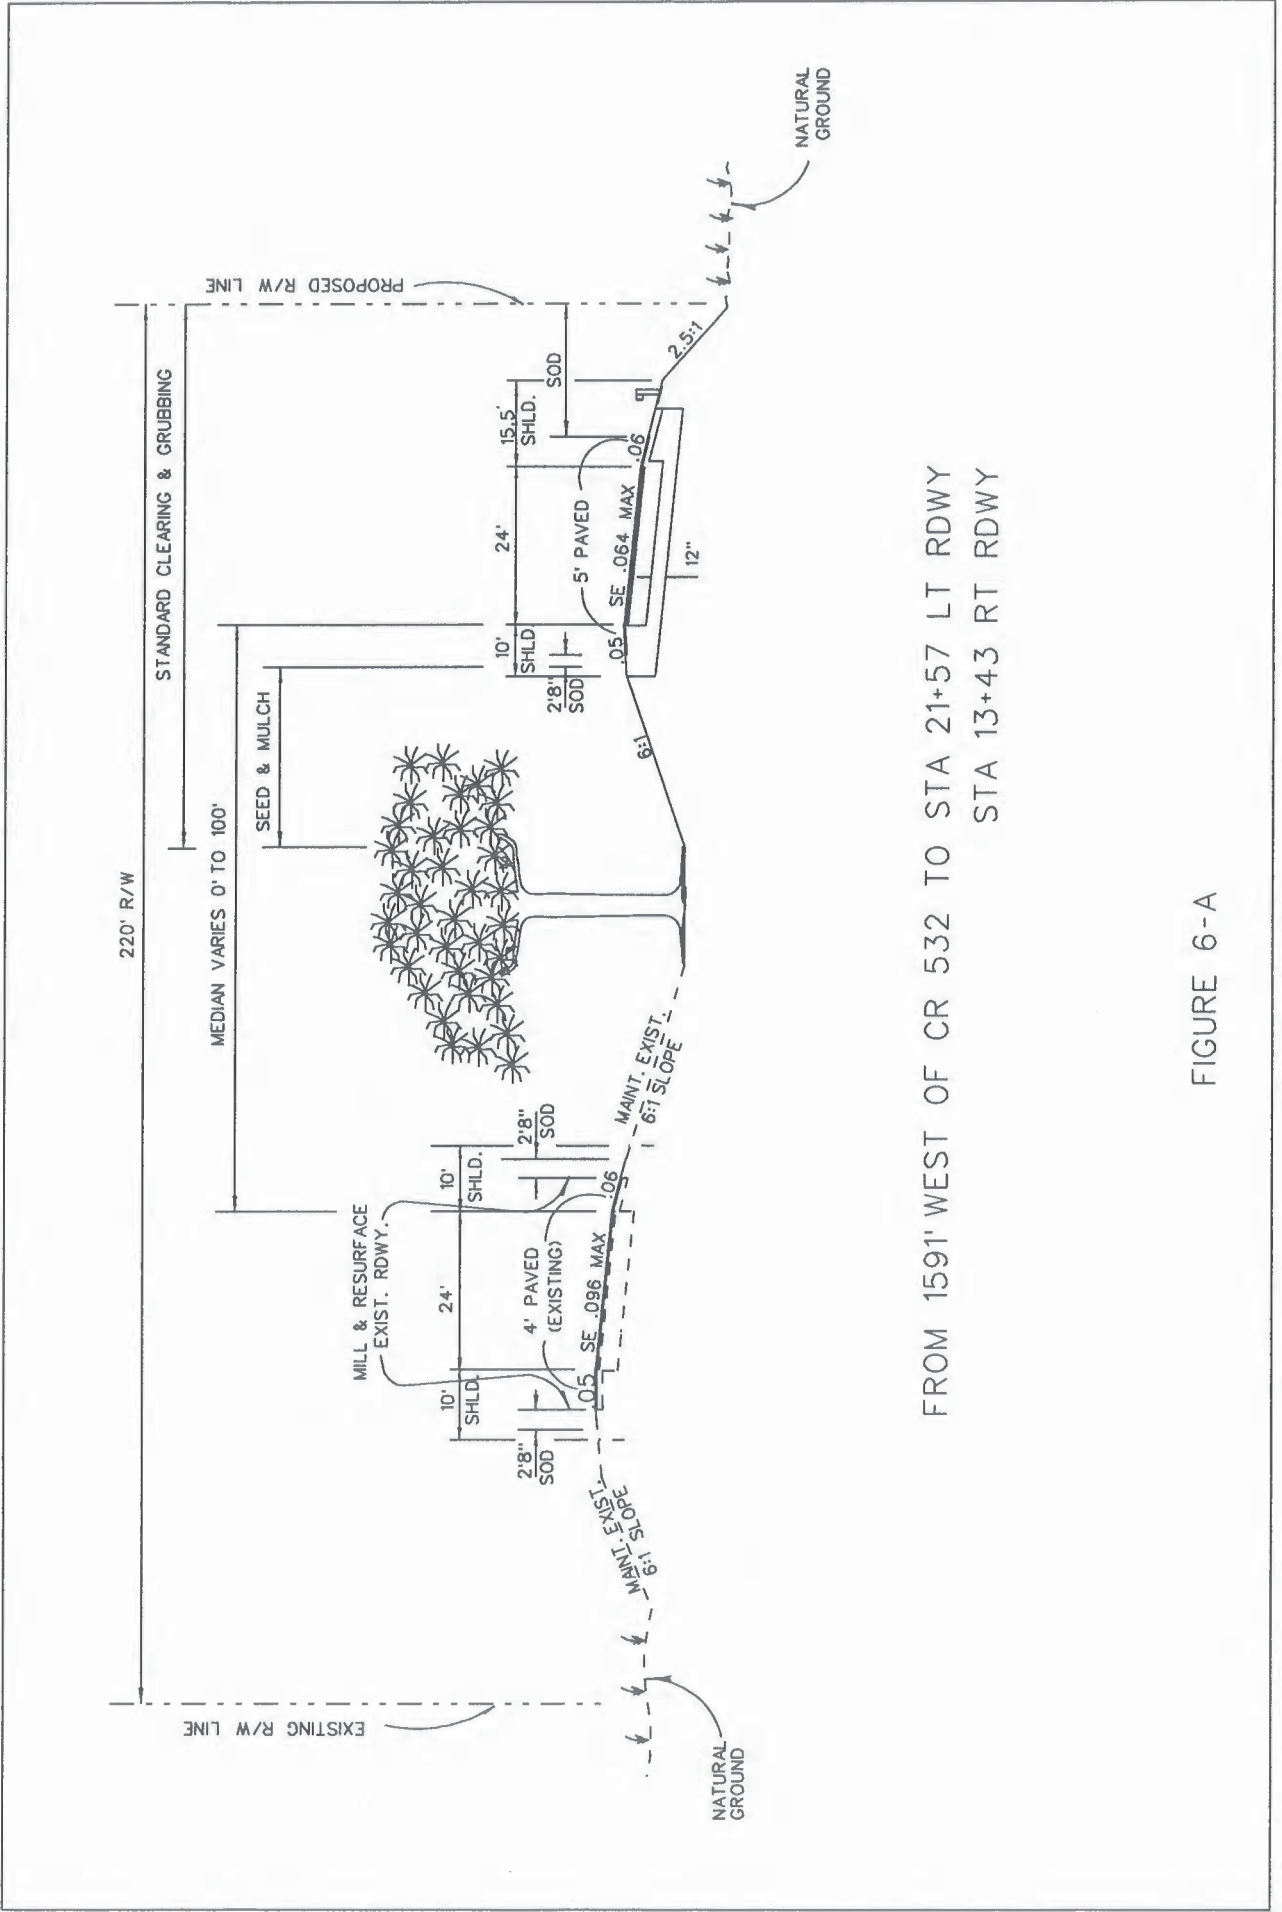 220' R/W
STANDARD CLEARING & GRUBBING
MEDIAN VARIES 0' TO 100'
SEED & MULCH
EXISTING R/W LINE
PROPOSED R/W LINE
MILL & RESURFACE
EXIST. RDWY.
10'
SHLD.
24'
10'
SHLD.
2'8"
SOD
2'8"
SOD
4' PAVED
(EXISTING)
.05
SE .096 MAX
.06
MAINT. EXIST.
6:1 SLOPE
MAINT. EXIST.
6:1 SLOPE
10'
SHLD.
24'
15.5'
SHLD.
2'8"
SOD
SOD
5' PAVED
.05
SE .064 MAX
.06
6:1
12"
2.5:1
NATURAL
GROUND
NATURAL
GROUND
FROM 1591' WEST OF CR 532 TO STA 21+57 LT RDWY
STA 13+43 RT RDWY
FIGURE 6-A